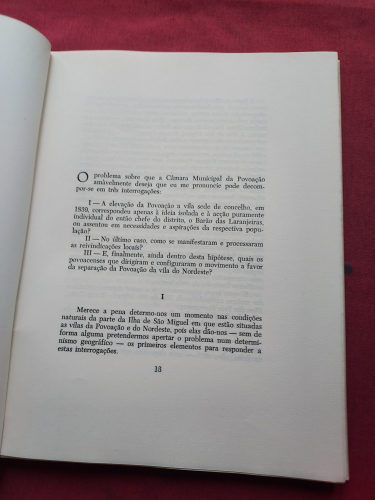 O problema sobre que a Câmara Municipal da Povoação
amàvelmente deseja que eu me pronuncie pode decom-
por-se em três interrogações:
I — A elevação da Povoação a vila sede de concelho, em
1839, correspondeu apenas à ideia isolada e à acção puramente
individual do então chefe do distrito, o Barão das Laranjeiras,
ou assentou em necessidades e aspirações da respectiva popu-
lação?
II — No último caso, como se manifestaram e processaram
as reivindicações locais?
III — E, finalmente, ainda dentro desta hipótese, quais os
povoacenses que dirigiram e configuraram o movimento a favor
da separação da Povoação da vila do Nordeste?
I
Merece a pena determo-nos um momento nas condições
naturais da parte da Ilha de São Miguel em que estão situadas
as vilas da Povoação e do Nordeste, pois elas dão-nos — sem de
forma alguma pretendermos apertar o problema num determi-
nismo geográfico — os primeiros elementos para responder a
estas interrogações.
13